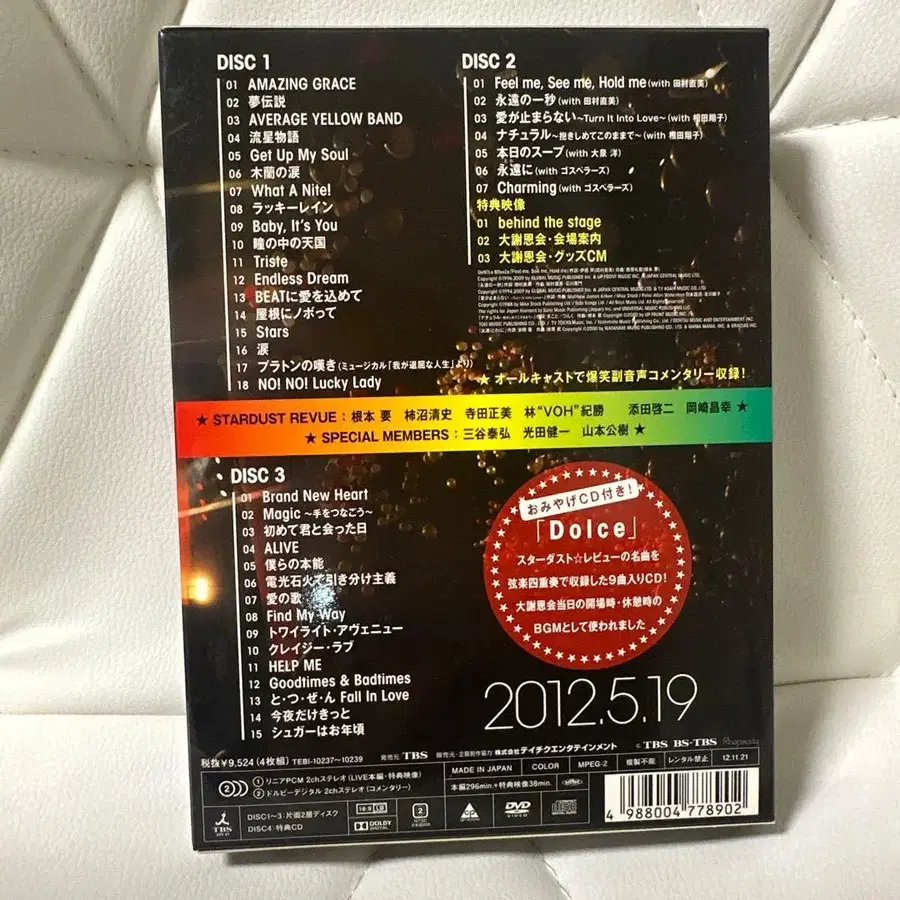 DISC 1
01 AMAZING GRACE
02 夢伝説
03 AVERAGE YELLOW BAND
04 流星物語
05 Get Up My Soul
06 木蘭の涙
07 What A Nite!
08 ラッキーレイン
09 Baby, It's You
10 瞳の中の天国
11 Triste
12 Endless Dream
13 BEATに愛を込めて
14 屋根にノボって
15 Stars
16 涙
17 プラトンの嘆き(ミュージカル「我が退屈な人生」より)
18 NO! NO! Lucky Lady
DISC 2
01 Feel me, See me, Hold me (with 田村直美)
02 永遠の一秒 (with 田村直美)
03 愛が止まらない~Turn It Into Love~ (with 相田翔子)
04 ナチュラル~抱きしめてこのままで~ (with 相田翔子)
05 本日のスープ (with 大泉 洋)
06 永遠に (with ゴスペラーズ)
07 Charming (with ゴスペラーズ)
特典映像
01 behind the stage
02 大謝恩会・会場案内
03 大謝恩会・グッズCM
★ オールキャストで爆笑副音声コメンタリー収録!
★ STARDUST REVUE : 根本 要 柿沼清史 寺田正美 林"VOH"紀勝 添田啓二 岡崎昌幸 ★
★ SPECIAL MEMBERS : 三谷泰弘 光田健一 山本公樹 ★
DISC 3
01 Brand New Heart
02 Magic ~手をつなごう~
03 初めて君と会った日
04 ALIVE
05 僕らの本能
06 電光石火で引き分け主義
07 愛の歌
08 Find My Way
09 トワイライト・アヴェニュー
10 クレイジー・ラブ
11 HELP ME
12 Goodtimes & Badtimes
13 と・つ・ぜ・ん Fall In Love
14 今夜だけきっと
15 シュガーはお年頃
おみやげCD付き!
「Dolce」
スターダスト☆レビューの名曲を
弦楽四重奏で収録した9曲入りCD!
大謝恩会当日の開場時・休憩時の
BGMとして使われました
2012.5.19
税抜¥9,524 (4枚組) TEBI-10237~10239 発売元 TBS 販売元・企画制作協力:株式会社テイチクエンタテインメント © TBS BS-TBS Rhapsody
② ① リニアPCM 2chステレオ (LIVE本編・特典映像)
② ドルビーデジタル 2chステレオ (コメンタリー)
MADE IN JAPAN COLOR MPEG-2 複製不能 レンタル禁止 12.11.21
本編296min.+特典映像38min.
TBS DISC1~3:片面2層ディスク
DISC4:特典CD
16:9 LB DOLBY DIGITAL 2 NTSC DVD VIDEO
4 988004 778902